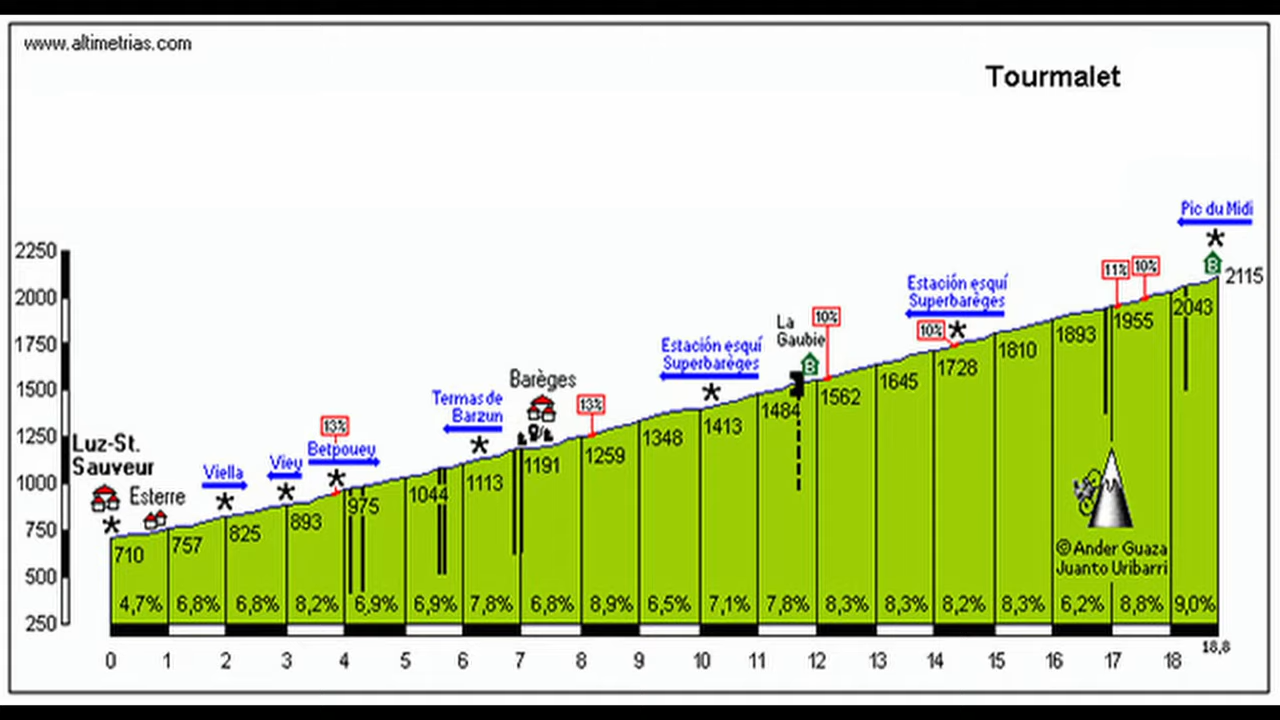 www.altimetrias.com
Tourmalet
Pic du Midi
2250
2000
1750
1500
1250
1000
750
500
250
2115
11%
10%
Estación esquí
Superbarèges
10%
La
Gaubie
10%
Estación esquí
Superbarèges
Barèges
13%
Termas de
Barzun
13%
Betpouey
Viey
Viella
Luz-St.
Sauveur
Esterre
B
B
710
757
825
893
975
1044
1113
1191
1259
1348
1413
1484
1562
1645
1728
1810
1893
1955
2043
© Ander Guaza
Juanto Uribarri
4,7% 6,8% 6,8% 8,2% 6,9% 6,9% 7,8% 6,8% 8,9% 6,5% 7,1% 7,8% 8,3% 8,3% 8,2% 8,3% 6,2% 8,8% 9,0%
0 1 2 3 4 5 6 7 8 9 10 11 12 13 14 15 16 17 18 18,8